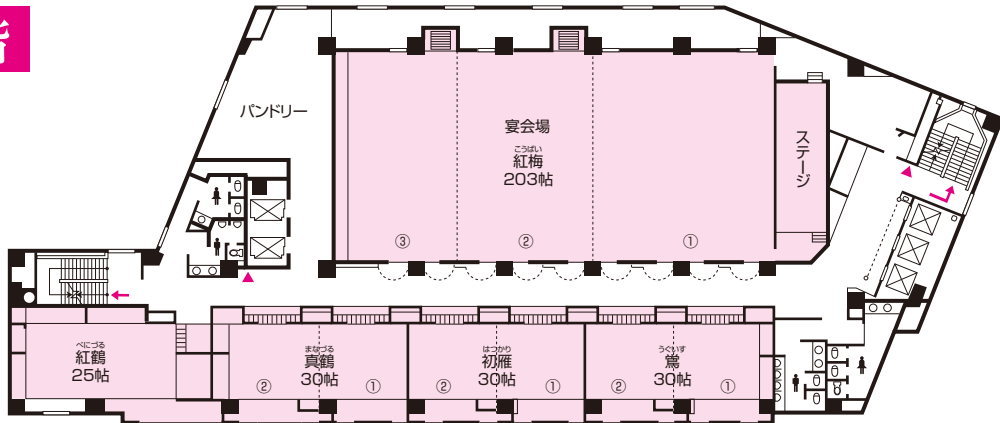 階
パンドリー
宴会場
こうばい
紅梅
203帖
ステージ
③
②
①
べにづる
紅鶴
25帖
まなづる
真鶴
30帖
②
①
はつかり
初雁
30帖
②
①
うぐいす
鴬
30帖
②
①